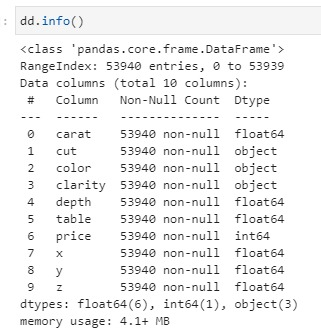 : dd.info()
<class 'pandas.core.frame.DataFrame'>
RangeIndex: 53940 entries, 0 to 53939
Data columns (total 10 columns):
 #   Column   Non-Null Count  Dtype
---  ------   --------------  -----
 0   carat    53940 non-null  float64
 1   cut      53940 non-null  object
 2   color    53940 non-null  object
 3   clarity  53940 non-null  object
 4   depth    53940 non-null  float64
 5   table    53940 non-null  float64
 6   price    53940 non-null  int64
 7   x        53940 non-null  float64
 8   y        53940 non-null  float64
 9   z        53940 non-null  float64
dtypes: float64(6), int64(1), object(3)
memory usage: 4.1+ MB